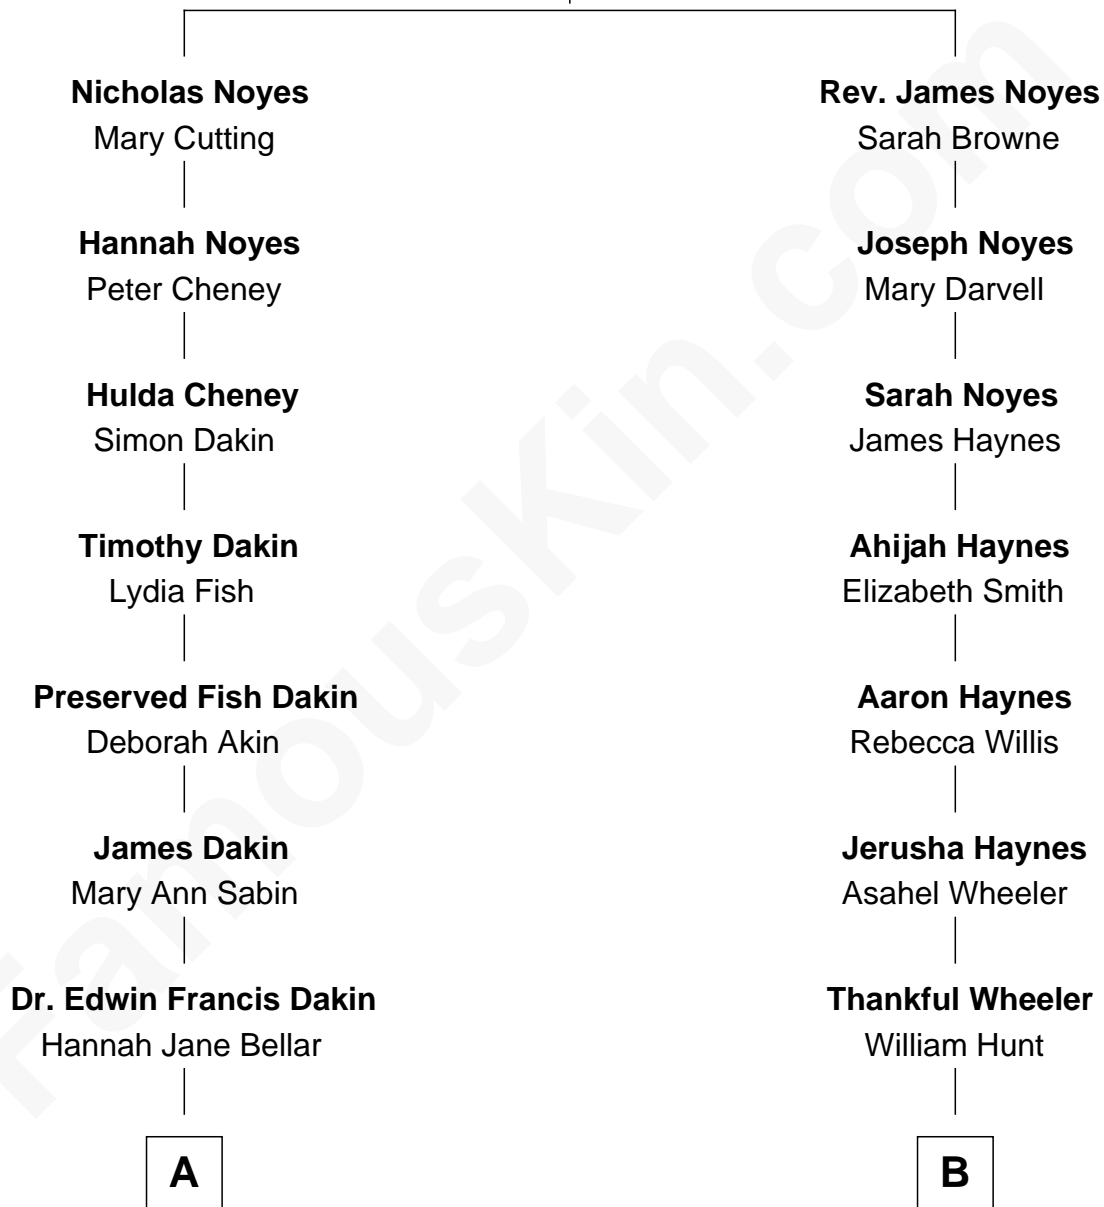 Nicholas Noyes
Mary Cutting
Hannah Noyes
Peter Cheney
Hulda Cheney
Simon Dakin
Timothy Dakin
Lydia Fish
Preserved Fish Dakin
Deborah Akin
James Dakin
Mary Ann Sabin
Dr. Edwin Francis Dakin
Hannah Jane Bellar
A
Rev. James Noyes
Sarah Browne
Joseph Noyes
Mary Darvell
Sarah Noyes
James Haynes
Ahijah Haynes
Elizabeth Smith
Aaron Haynes
Rebecca Willis
Jerusha Haynes
Asahel Wheeler
Thankful Wheeler
William Hunt
B
FamousKin.com